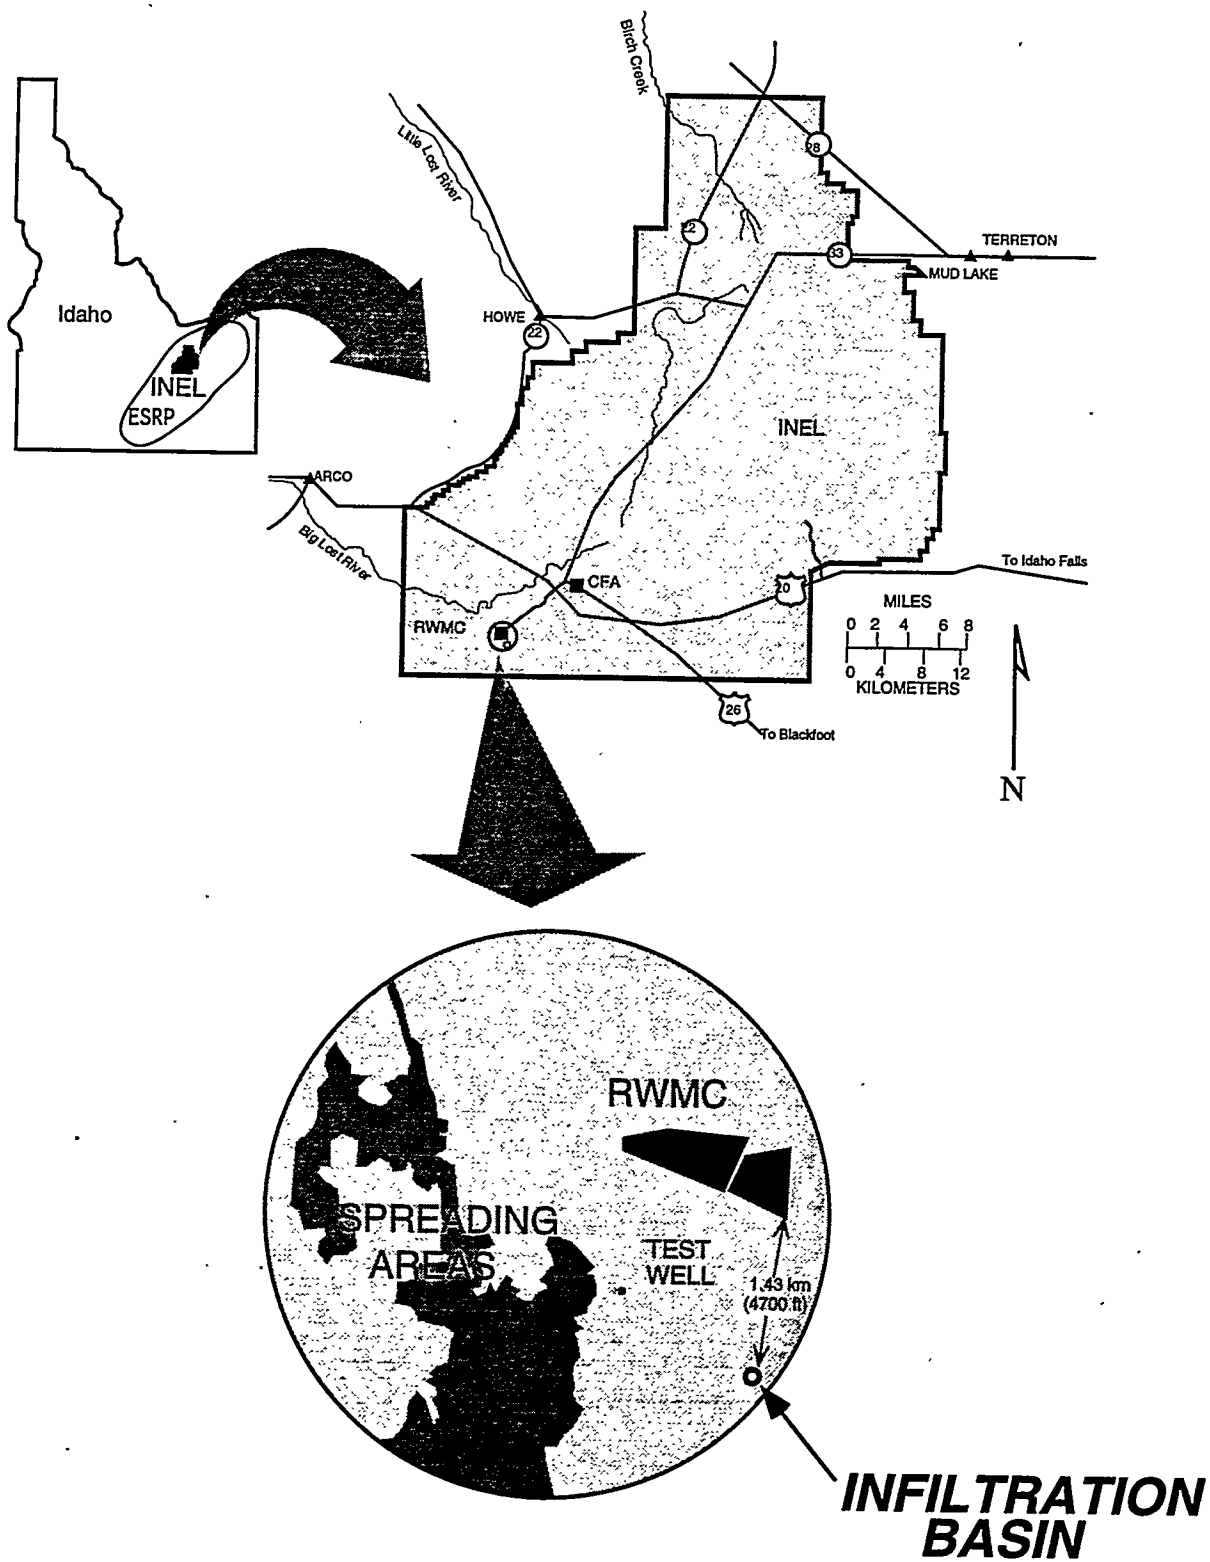 Birch Creek
Little Lost River
28
22
TERRETON
33
MUD LAKE
Idaho
HOWE
22
INEL
ESRP
INEL
ARCO
Big Lost River
To Idaho Falls
CFA
MILES
RWMC
0 2 4 6 8
0 4 8 12
KILOMETERS
26
To Blackfoot
N
RWMC
SPREADING
AREAS
TEST
WELL
1.43 km
(4700 ft)
INFILTRATION
BASIN